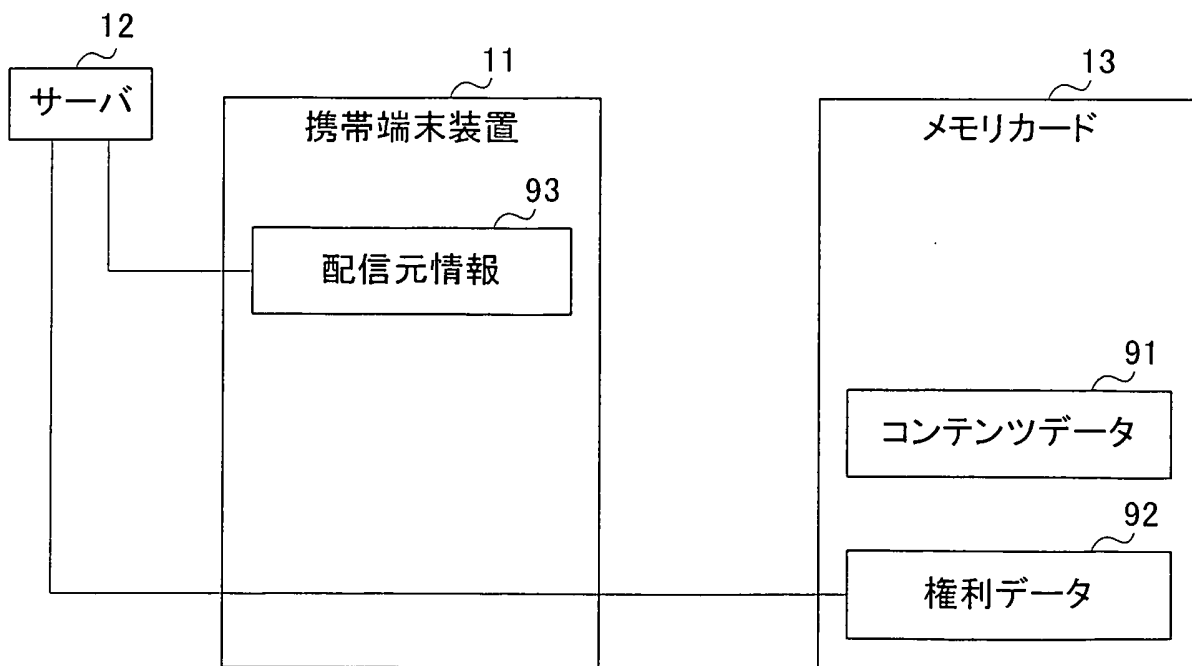 12
サーバ
11
携帯端末装置
93
配信元情報
13
メモリカード
91
コンテンツデータ
92
権利データ